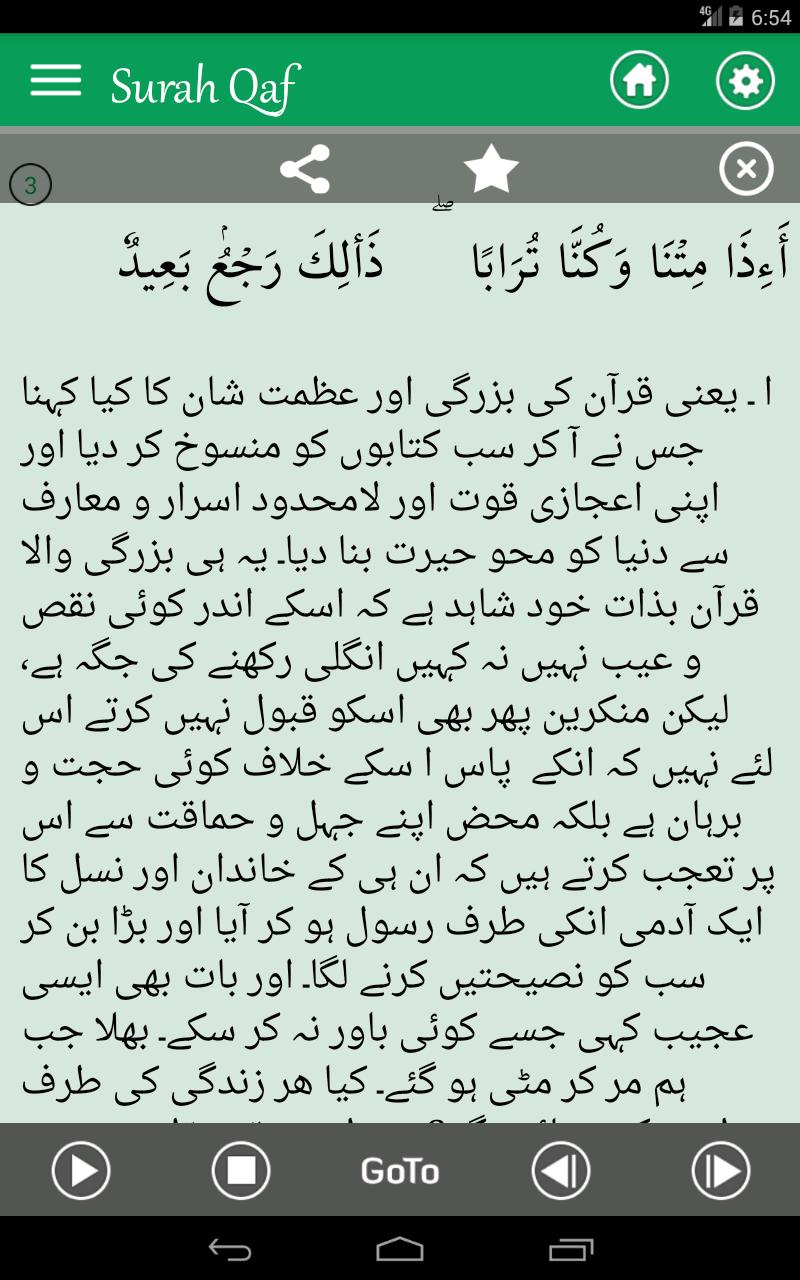 6:54
4G
Surah Qaf
3
أَءِذَا مِتْنَا وَكُنَّا تُرَابًا ۖ ذَٲلِكَ رَجْعُۢ بَعِيدٌ۬
ا ۔ یعنی قرآن کی بزرگی اور عظمت شان کا کیا کہنا
جس نے آ کر سب کتابوں کو منسوخ کر دیا اور
اپنی اعجازی قوت اور لامحدود اسرار و معارف
سے دنیا کو محو حیرت بنا دیا۔ یہ ہی بزرگی والا
قرآن بذات خود شاہد ہے کہ اسکے اندر کوئی نقص
و عیب نہیں نہ کہیں انگلی رکھنے کی جگہ ہے،
لیکن منکرین پھر بھی اسکو قبول نہیں کرتے اس
لئے نہیں کہ انکے پاس ا سکے خلاف کوئی حجت و
برہان ہے بلکہ محض اپنے جہل و حماقت سے اس
پر تعجب کرتے ہیں کہ ان ہی کے خاندان اور نسل کا
ایک آدمی انکی طرف رسول ہو کر آیا اور بڑا بن کر
سب کو نصیحتیں کرنے لگا۔ اور بات بھی ایسی
عجیب کہی جسے کوئی باور نہ کر سکے۔ بھلا جب
ہم مر کر مٹی ہو گئے۔ کیا ھر زندگی کی طرف
GoTo